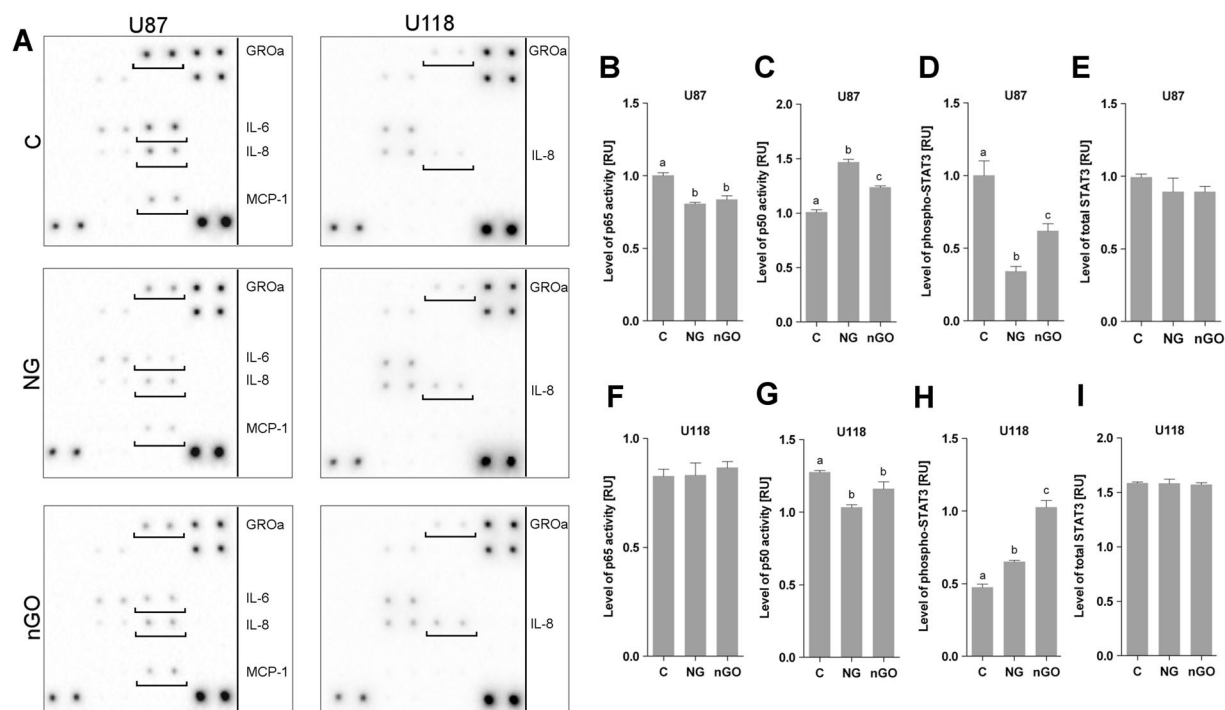 A
U87
U118
C
GROa
IL-6
IL-8
MCP-1
GROa
IL-8
NG
GROa
IL-6
IL-8
MCP-1
GROa
IL-8
nGO
GROa
IL-6
IL-8
MCP-1
GROa
IL-8
B
U87
Level of p65 activity [RU]
1.5
1.0
0.5
0.0
a
b
b
C NG nGO
C
U87
Level of p50 activity [RU]
2.0
1.5
1.0
0.5
0.0
a
b
c
C NG nGO
D
U87
Level of phospho-STAT3 [RU]
1.5
1.0
0.5
0.0
a
b
c
C NG nGO
E
U87
Level of total STAT3 [RU]
1.5
1.0
0.5
0.0
C NG nGO
F
U118
Level of p65 activity [RU]
1.0
0.5
0.0
C NG nGO
G
U118
Level of p50 activity [RU]
1.5
1.0
0.5
0.0
a
b
b
C NG nGO
H
U118
Level of phospho-STAT3 [RU]
1.5
1.0
0.5
0.0
a
b
c
C NG nGO
I
U118
Level of total STAT3 [RU]
2.0
1.5
1.0
0.5
0.0
C NG nGO